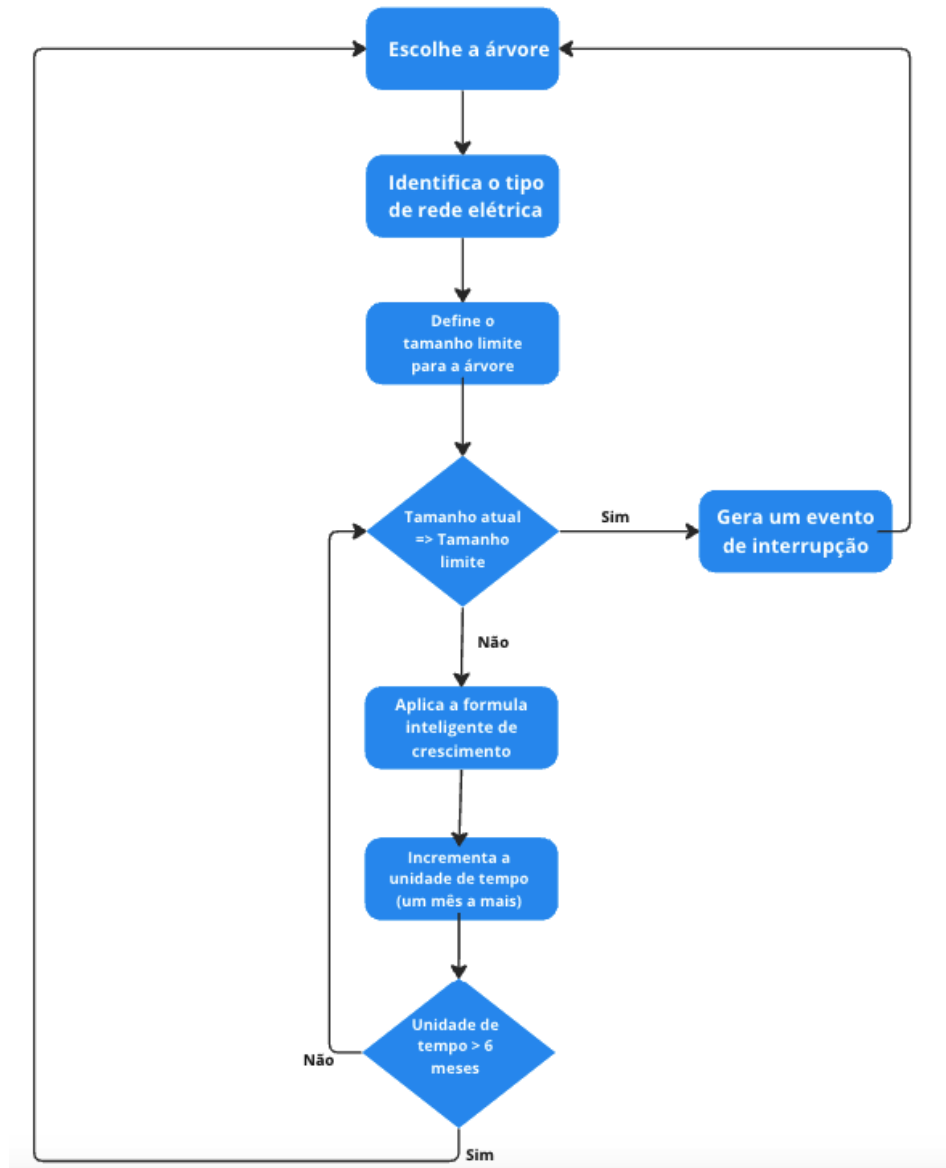 Escolhe a árvore
Identifica o tipo
de rede elétrica
Define o
tamanho limite
para a árvore
Tamanho atual
=> Tamanho
limite
Sim
Gera um evento
de interrupção
Não
Aplica a formula
inteligente de
crescimento
Incrementa a
unidade de tempo
(um mês a mais)
Unidade de
tempo > 6
meses
Não
Sim